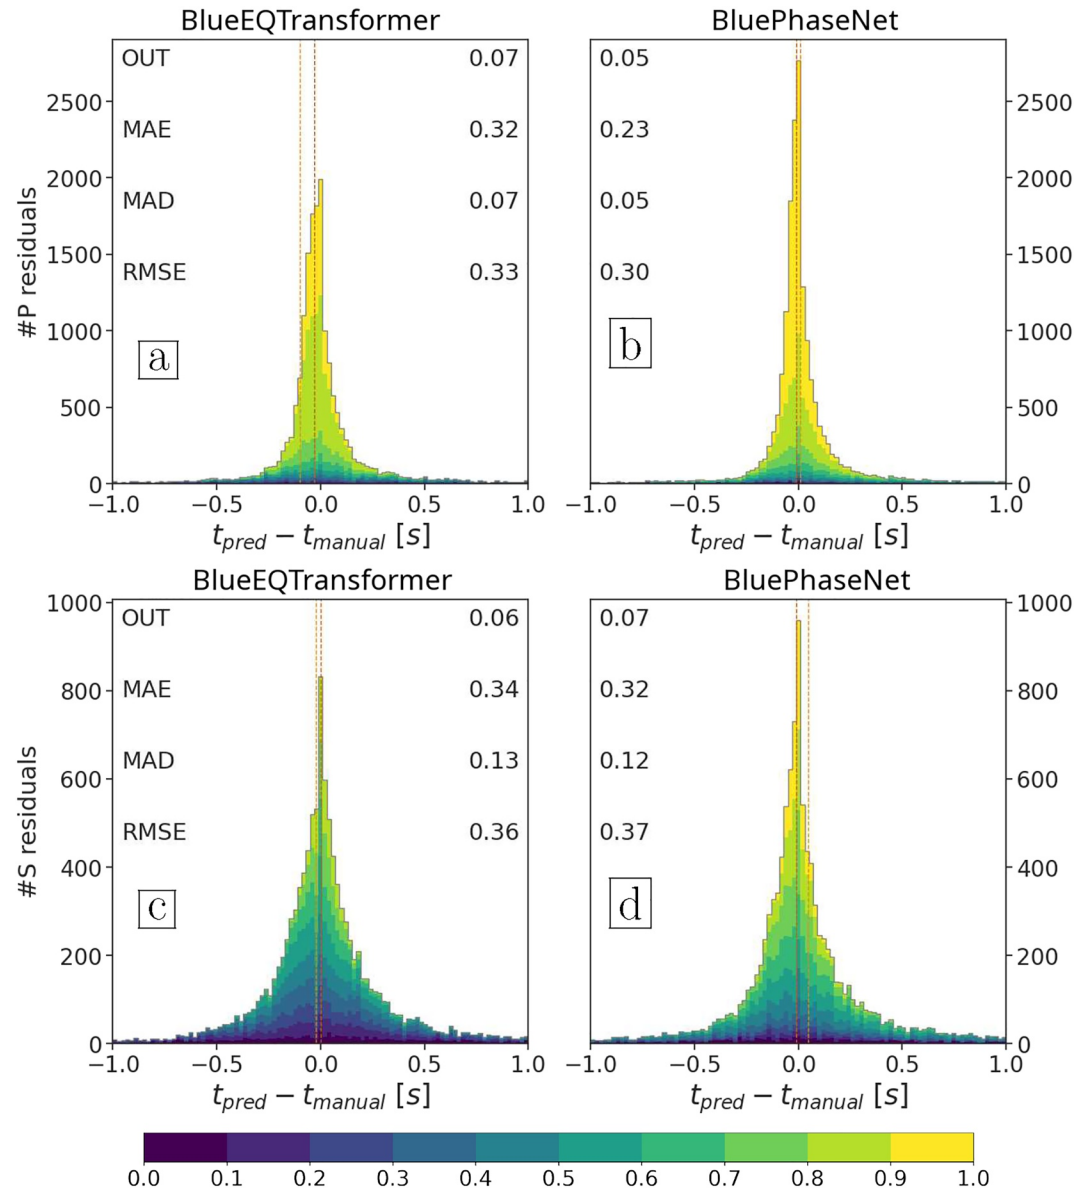 BlueEQTransformer BluePhaseNet
OUT 0.07 0.05
2500 2500
MAE 0.32 0.23
2000 2000
MAD 0.07 0.05
1500 1500
RMSE 0.33 0.30
#P residuals
1000 1000
a b
500 500
0 0
−1.0 −0.5 0.0 0.5 1.0 −1.0 −0.5 0.0 0.5 1.0
t_pred − t_manual [s] t_pred − t_manual [s]
BlueEQTransformer BluePhaseNet
1000 1000
OUT 0.06 0.07
800 800
MAE 0.34 0.32
MAD 0.13 0.12
600 600
RMSE 0.36 0.37
#S residuals
400 400
c d
200 200
0 0
−1.0 −0.5 0.0 0.5 1.0 −1.0 −0.5 0.0 0.5 1.0
t_pred − t_manual [s] t_pred − t_manual [s]
0.0 0.1 0.2 0.3 0.4 0.5 0.6 0.7 0.8 0.9 1.0